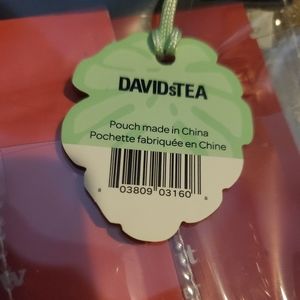 DAVIDsTEA
Pouch made in China
Pochette fabriquée en Chine
8 03809 03160 8